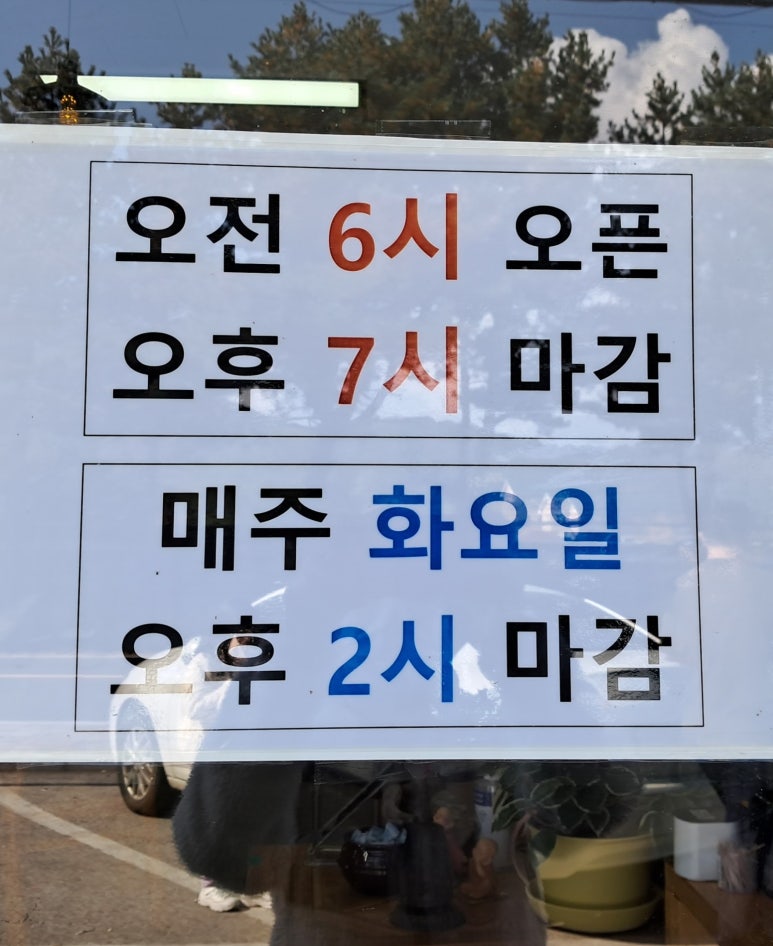 오전 6시 오픈
오후 7시 마감
매주 화요일
오후 2시 마감